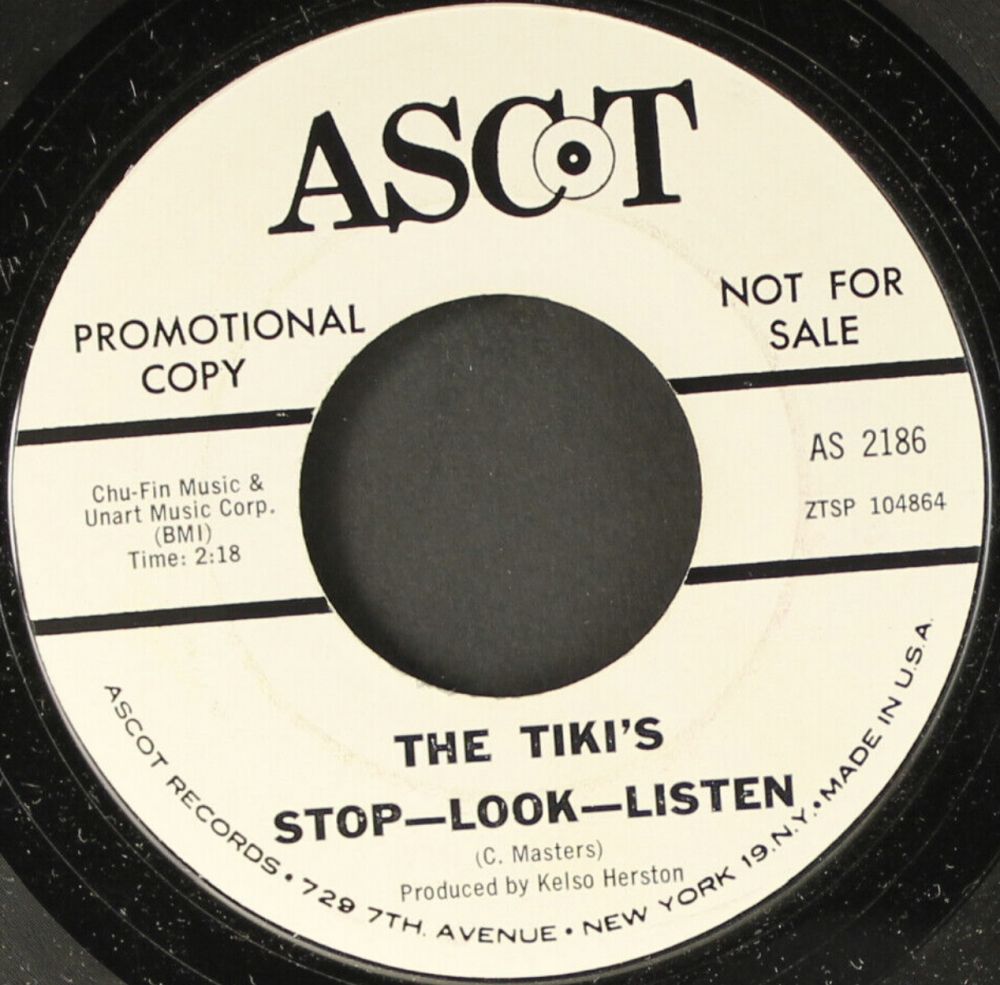 ASCOT
PROMOTIONAL
COPY
NOT FOR
SALE
Chu-Fin Music &
Unart Music Corp.
(BMI)
Time: 2:18
AS 2186
ZTSP 104864
THE TIKI'S
STOP—LOOK—LISTEN
(C. Masters)
Produced by Kelso Herston
ASCOT RECORDS • 729 7TH. AVENUE • NEW YORK 19.N.Y. • MADE IN U.S.A.